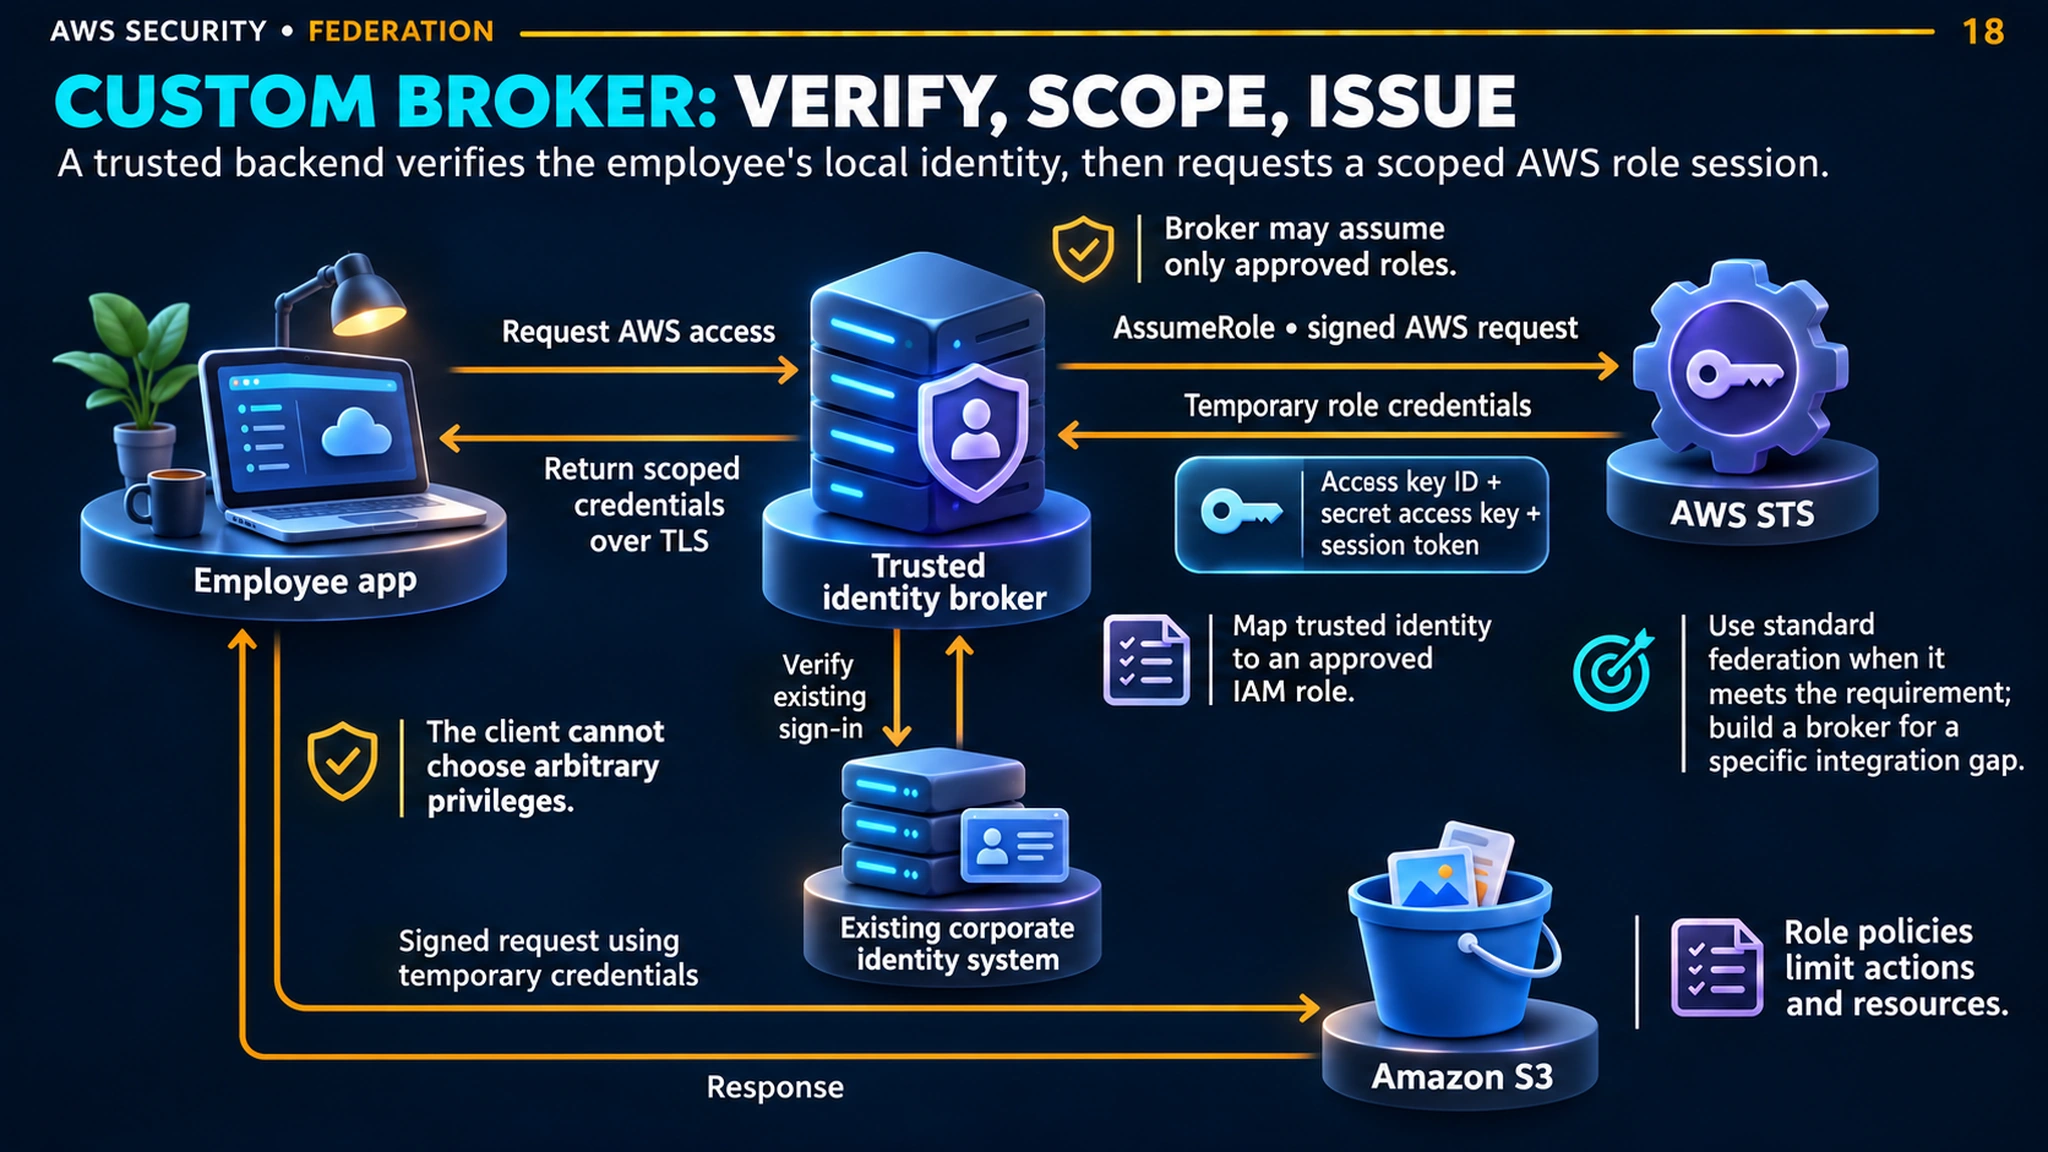 AWS SECURITY • FEDERATION
18
CUSTOM BROKER: VERIFY, SCOPE, ISSUE
A trusted backend verifies the employee's local identity, then requests a scoped AWS role session.
Broker may assume
only approved roles.
Request AWS access
AssumeRole • signed AWS request
Temporary role credentials
Return scoped
credentials
over TLS
Access key ID +
secret access key +
session token
AWS STS
Employee app
Trusted
identity broker
Verify
existing
sign-in
Map trusted identity
to an approved
IAM role.
Use standard
federation when it
meets the requirement;
build a broker for a
specific integration gap.
The client cannot
choose arbitrary
privileges.
Existing corporate
identity system
Signed request using
temporary credentials
Role policies
limit actions
and resources.
Amazon S3
Response